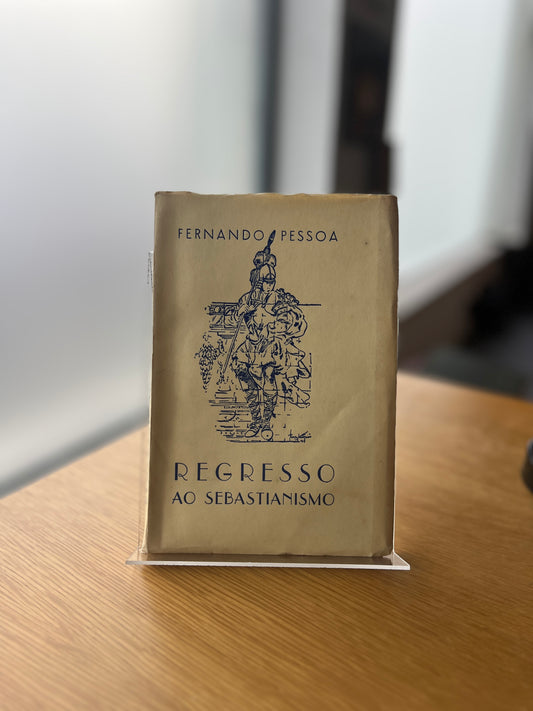 FERNANDO PESSOA
REGRESSO
AO SEBASTIANISMO